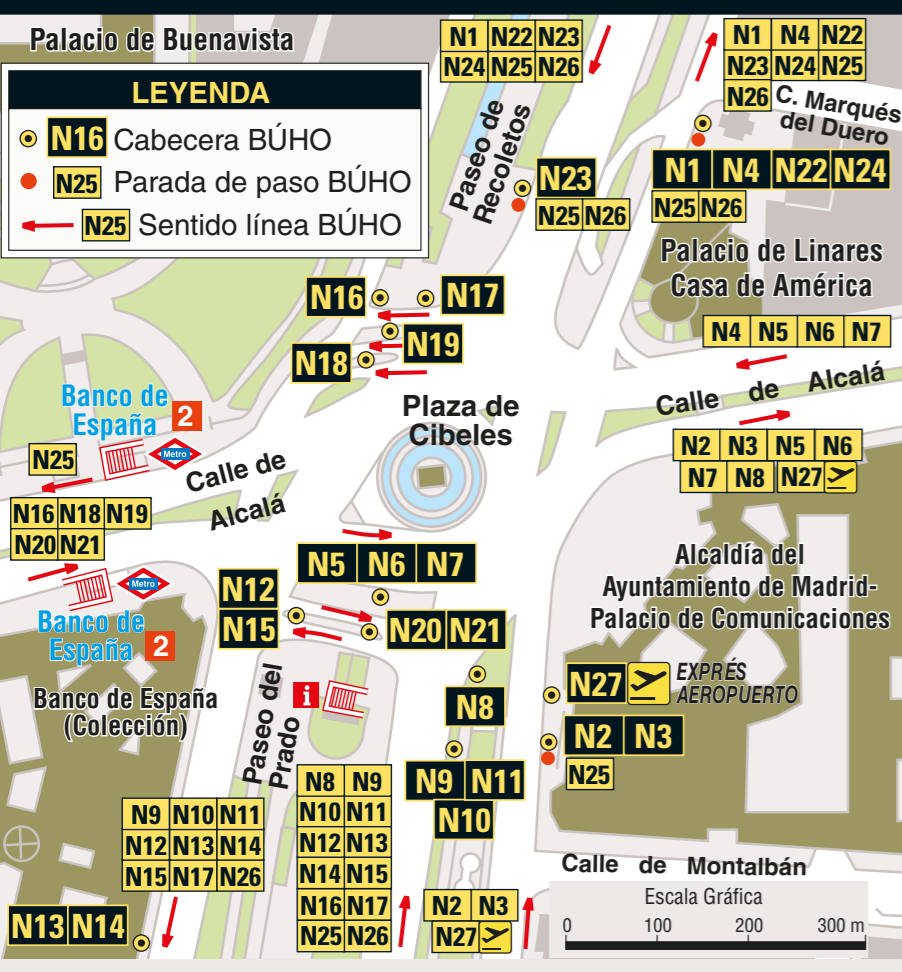 Palacio de Buenavista
LEYENDA
N16 Cabecera BÚHO
N25 Parada de paso BÚHO
N25 Sentido línea BÚHO
N1 N22 N23
N24 N25 N26
Paseo de
Recoletos
N23
N25 N26
N1 N4 N22
N23 N24 N25
N26
C. Marqués
del Duero
N1 N4 N22 N24
N25 N26
Palacio de Linares
Casa de América
N16
N17
N19
N18
N4 N5 N6 N7
Calle de Alcalá
N2 N3 N5 N6
N7 N8 N27
Plaza de
Cibeles
Banco de
España 2
Metro
N25
Calle de
Alcalá
N16 N18 N19
N20 N21
Metro
Banco de
España 2
Banco de España
(Colección)
N5 N6 N7
N12
N15
N20 N21
Alcaldía del
Ayuntamiento de Madrid-
Palacio de Comunicaciones
Paseo del
Prado
i
N8
N9 N11
N10
N27 EXPRÉS
AEROPUERTO
N2 N3
N25
N9 N10 N11
N12 N13 N14
N15 N17 N26
N13 N14
N8 N9
N10 N11
N12 N13
N14 N15
N16 N17
N25 N26
N2 N3
N27
Calle de Montalbán
Escala Gráfica
0 100 200 300 m